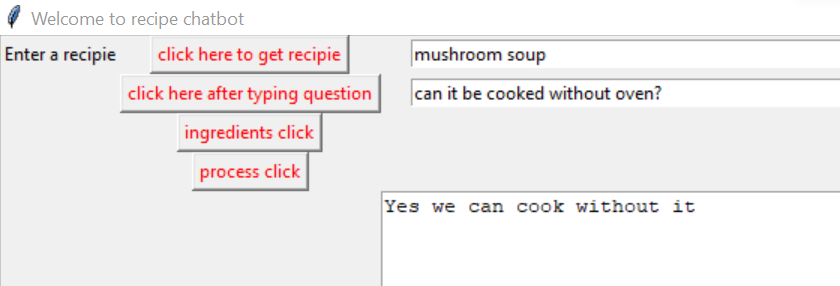 Welcome to recipe chatbot
Enter a recipie click here to get recipie mushroom soup
click here after typing question can it be cooked without oven?
ingredients click
process click
Yes we can cook without it